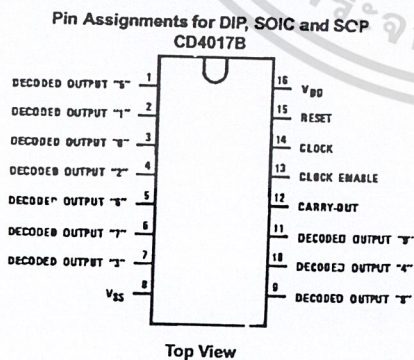 Pin Assignments for DIP, SOIC and SCP
CD4017B
DECODED OUTPUT "5" 1
DECODED OUTPUT "1" 2
DECODED OUTPUT "0" 3
DECODED OUTPUT "2" 4
DECODED OUTPUT "6" 5
DECODED OUTPUT "7" 6
DECODED OUTPUT "3" 7
VSS 8
16 VDD
15 RESET
14 CLOCK
13 CLOCK ENABLE
12 CARRY-OUT
11 DECODED OUTPUT "9"
10 DECODED OUTPUT "4"
9 DECODED OUTPUT "8"
Top View